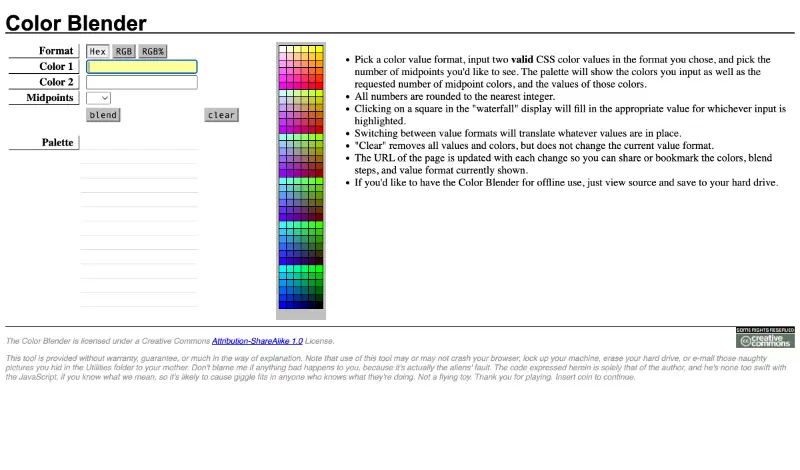 Color Blender
Format Hex RGB RGB%
Color 1
Color 2
Midpoints
blend clear
Palette
• Pick a color value format, input two valid CSS color values in the format you chose, and pick the
number of midpoints you'd like to see. The palette will show the colors you input as well as the
requested number of midpoint colors, and the values of those colors.
• All numbers are rounded to the nearest integer.
• Clicking on a square in the "waterfall" display will fill in the appropriate value for whichever input is
highlighted.
• Switching between value formats will translate whatever values are in place.
• "Clear" removes all values and colors, but does not change the current value format.
• The URL of the page is updated with each change so you can share or bookmark the colors, blend
steps, and value format currently shown.
• If you'd like to have the Color Blender for offline use, just view source and save to your hard drive.
SOME RIGHTS RESERVED
creative
commons
The Color Blender is licensed under a Creative Commons Attribution-ShareAlike 1.0 License.
This tool is provided without warranty, guarantee, or much in the way of explanation. Note that use of this tool may or may not crash your browser, lock up your machine, erase your hard drive, or e-mail those naughty
pictures you hid in the Utilities folder to your mother. Don't blame me if anything bad happens to you, because it's actually the aliens' fault. The code expressed herein is solely that of the author, and he's none too swift with
the JavaScript, if you know what we mean, so it's likely to cause giggle fits in anyone who knows what they're doing. Not a flying toy. Thank you for playing. Insert coin to continue.